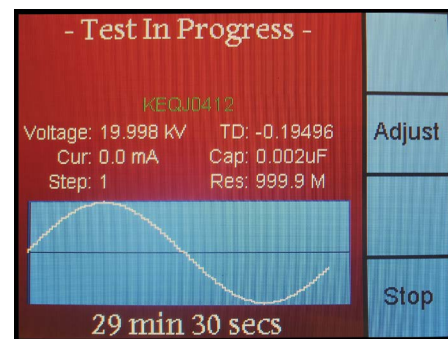 - Test In Progress -
KEQJ0412
Voltage: 19.998 kV TD: -0.19496
Adjust
Cur: 0.0 mA Cap: 0.002uF
Step: 1 Res: 999.9 M
Stop
29 min 30 secs